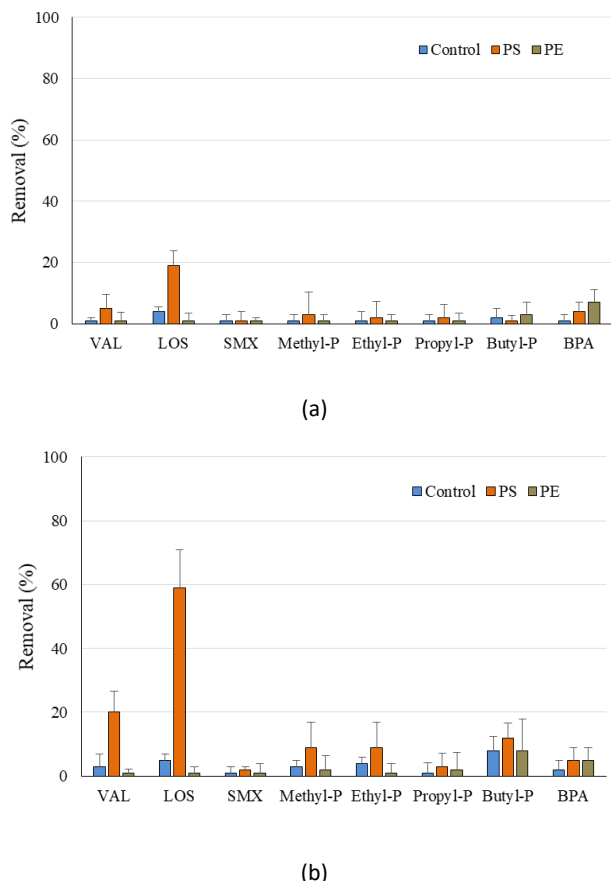 100
80
60
40
20
0
Removal (%)
Control PS PE
VAL LOS SMX Methyl-P Ethyl-P Propyl-P Butyl-P BPA
(a)
100
80
60
40
20
0
Removal (%)
Control PS PE
VAL LOS SMX Methyl-P Ethyl-P Propyl-P Butyl-P BPA
(b)